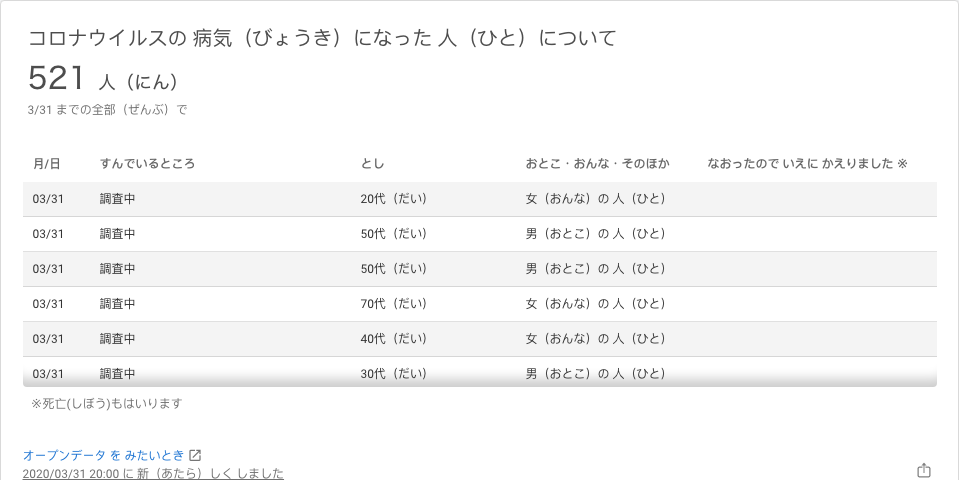 コロナウイルスの 病気（びょうき）になった 人（ひと）について
521 人（にん）
3/31 までの全部（ぜんぶ）で
月/日 すんでいるところ とし おとこ・おんな・そのほか なおったので いえに かえりました ※
03/31 調査中 20代（だい） 女（おんな）の 人（ひと）
03/31 調査中 50代（だい） 男（おとこ）の 人（ひと）
03/31 調査中 50代（だい） 男（おとこ）の 人（ひと）
03/31 調査中 70代（だい） 女（おんな）の 人（ひと）
03/31 調査中 40代（だい） 女（おんな）の 人（ひと）
03/31 調査中 30代（だい） 男（おとこ）の 人（ひと）
※死亡(しぼう)もはいります
オープンデータ を みたいとき
2020/03/31 20:00 に 新（あたら）しく しました